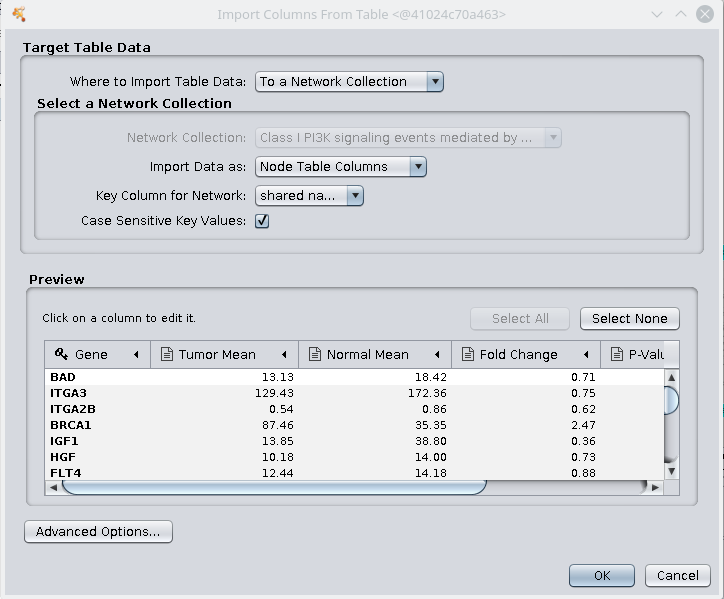 Import Columns From Table <@41024c70a463>
Target Table Data
Where to Import Table Data: To a Network Collection
Select a Network Collection
Network Collection: Class I PI3K signaling events mediated by ...
Import Data as: Node Table Columns
Key Column for Network: shared na...
Case Sensitive Key Values:
Preview
Click on a column to edit it. Select All Select None
Gene Tumor Mean Normal Mean Fold Change P-Valu
BAD 13.13 18.42 0.71
ITGA3 129.43 172.36 0.75
ITGA2B 0.54 0.86 0.62
BRCA1 87.46 35.35 2.47
IGF1 13.85 38.80 0.36
HGF 10.18 14.00 0.73
FLT4 12.44 14.18 0.88
Advanced Options...
OK Cancel